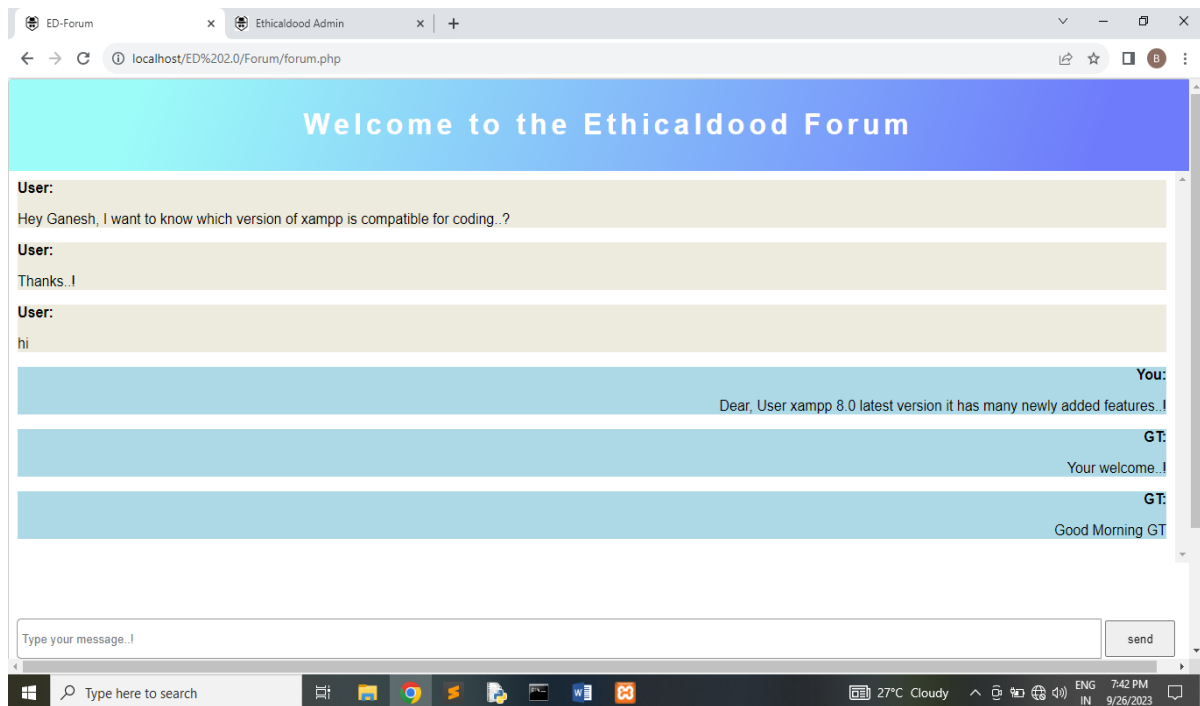 ED-Forum
Ethicaldood Admin
localhost/ED%202.0/Forum/forum.php
B
Welcome to the Ethicaldood Forum
User:
Hey Ganesh, I want to know which version of xampp is compatible for coding..?
User:
Thanks..!
User:
hi
You:
Dear, User xampp 8.0 latest version it has many newly added features..!
GT:
Your welcome..!
GT:
Good Morning GT
Type your message..!
send
Type here to search
27°C Cloudy
ENG
IN
7:42 PM
9/26/2023